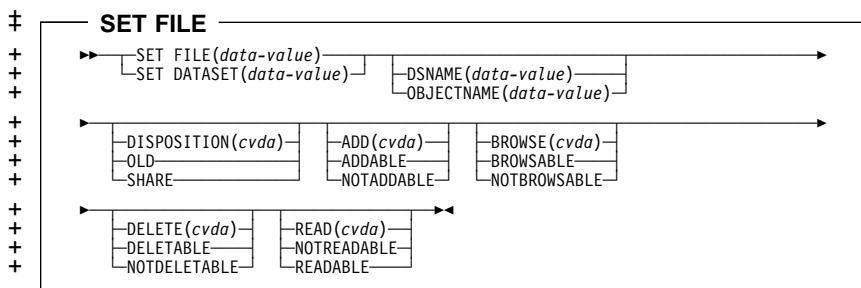 ‡ SET FILE
+ ►►──SET FILE(data-value)
+ SET DATASET(data-value) DSNAME(data-value)
+ OBJECTNAME(data-value)
+
+ DISPOSITION(cvda) ADD(cvda) BROWSE(cvda)
+ OLD ADDABLE BROWSABLE
+ SHARE NOTADDABLE NOTBROWSABLE
+
+ DELETE(cvda) READ(cvda)
+ DELETABLE NOTREADABLE
+ NOTDELETABLE READABLE